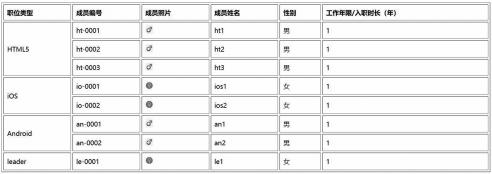 职位类型 成员编号 成员照片 成员姓名 性别 工作年限/入职时长（年）
HTML5 ht-0001 ♂ ht1 男 1
ht-0002 ♂ ht2 男 1
ht-0003 ♂ ht3 男 1
iOS io-0001 ios1 女 1
io-0002 ios2 女 1
Android an-0001 ♂ an1 男 1
an-0002 ♂ an2 男 1
leader le-0001 le1 女 1